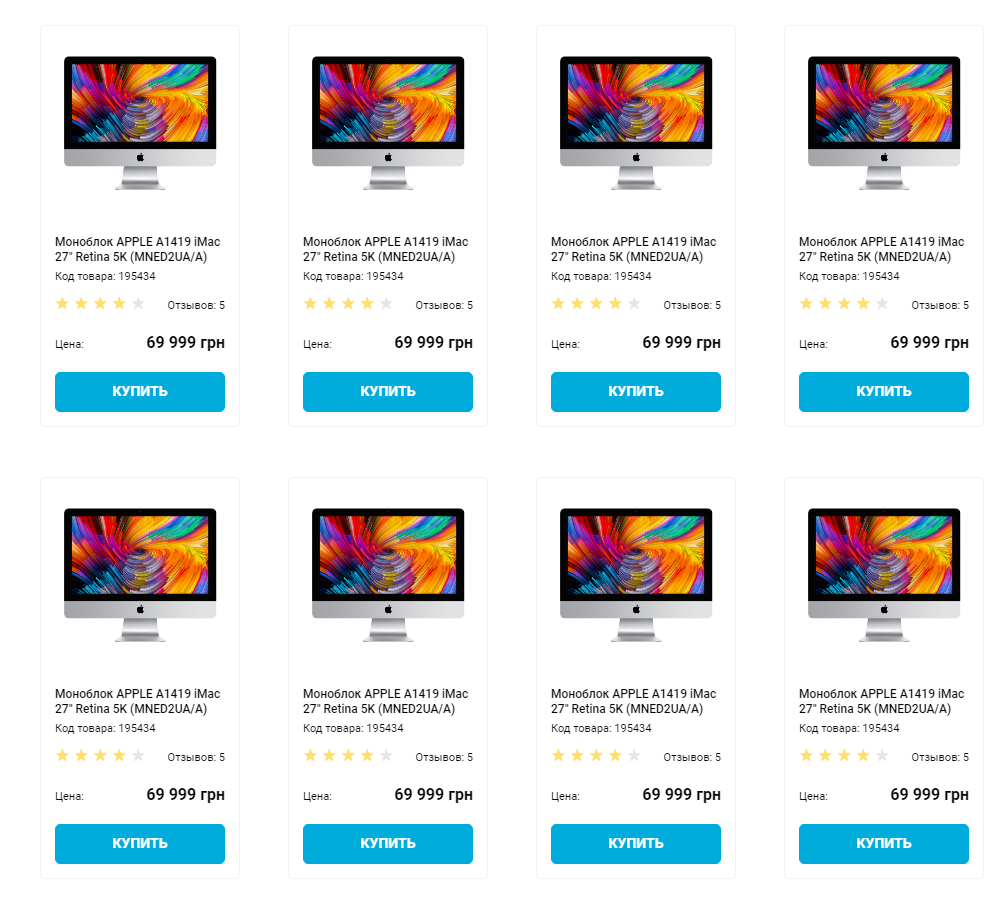 Моноблок APPLE A1419 iMac
27" Retina 5K (MNED2UA/A)
Код товара: 195434
Отзывов: 5
Цена: 69 999 грн
КУПИТЬ
Моноблок APPLE A1419 iMac
27" Retina 5K (MNED2UA/A)
Код товара: 195434
Отзывов: 5
Цена: 69 999 грн
КУПИТЬ
Моноблок APPLE A1419 iMac
27" Retina 5K (MNED2UA/A)
Код товара: 195434
Отзывов: 5
Цена: 69 999 грн
КУПИТЬ
Моноблок APPLE A1419 iMac
27" Retina 5K (MNED2UA/A)
Код товара: 195434
Отзывов: 5
Цена: 69 999 грн
КУПИТЬ
Моноблок APPLE A1419 iMac
27" Retina 5K (MNED2UA/A)
Код товара: 195434
Отзывов: 5
Цена: 69 999 грн
КУПИТЬ
Моноблок APPLE A1419 iMac
27" Retina 5K (MNED2UA/A)
Код товара: 195434
Отзывов: 5
Цена: 69 999 грн
КУПИТЬ
Моноблок APPLE A1419 iMac
27" Retina 5K (MNED2UA/A)
Код товара: 195434
Отзывов: 5
Цена: 69 999 грн
КУПИТЬ
Моноблок APPLE A1419 iMac
27" Retina 5K (MNED2UA/A)
Код товара: 195434
Отзывов: 5
Цена: 69 999 грн
КУПИТЬ